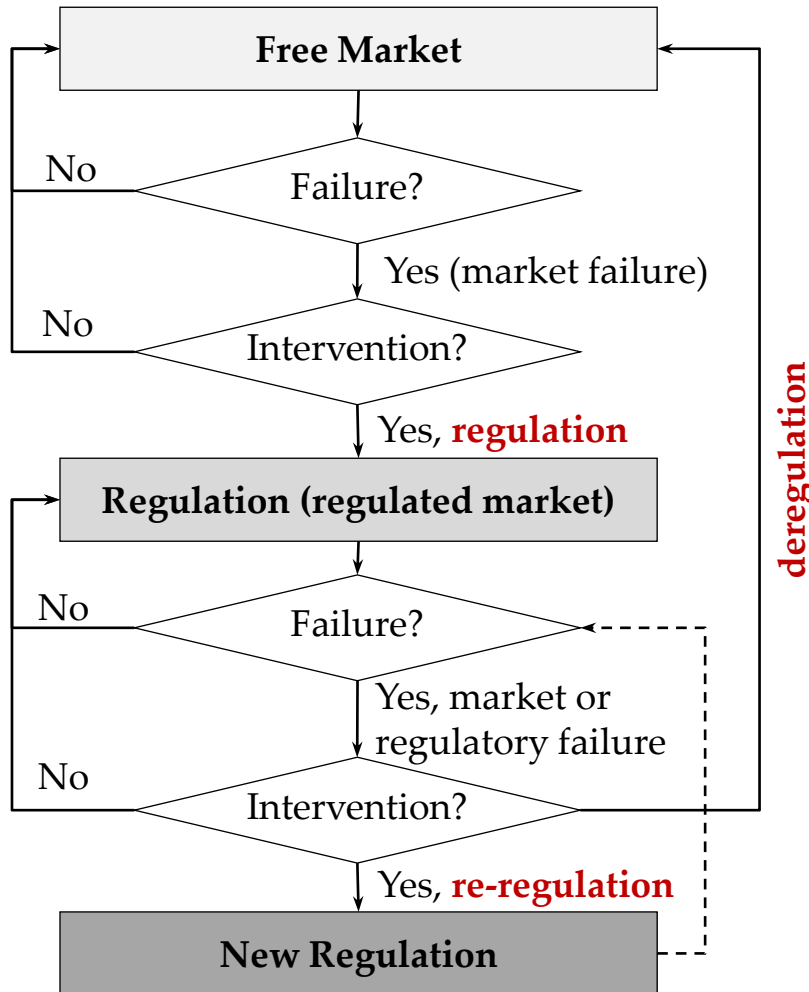 Free Market
No
Failure?
Yes (market failure)
No
Intervention?
Yes, regulation
deregulation
Regulation (regulated market)
No
Failure?
Yes, market or
regulatory failure
No
Intervention?
Yes, re-regulation
New Regulation